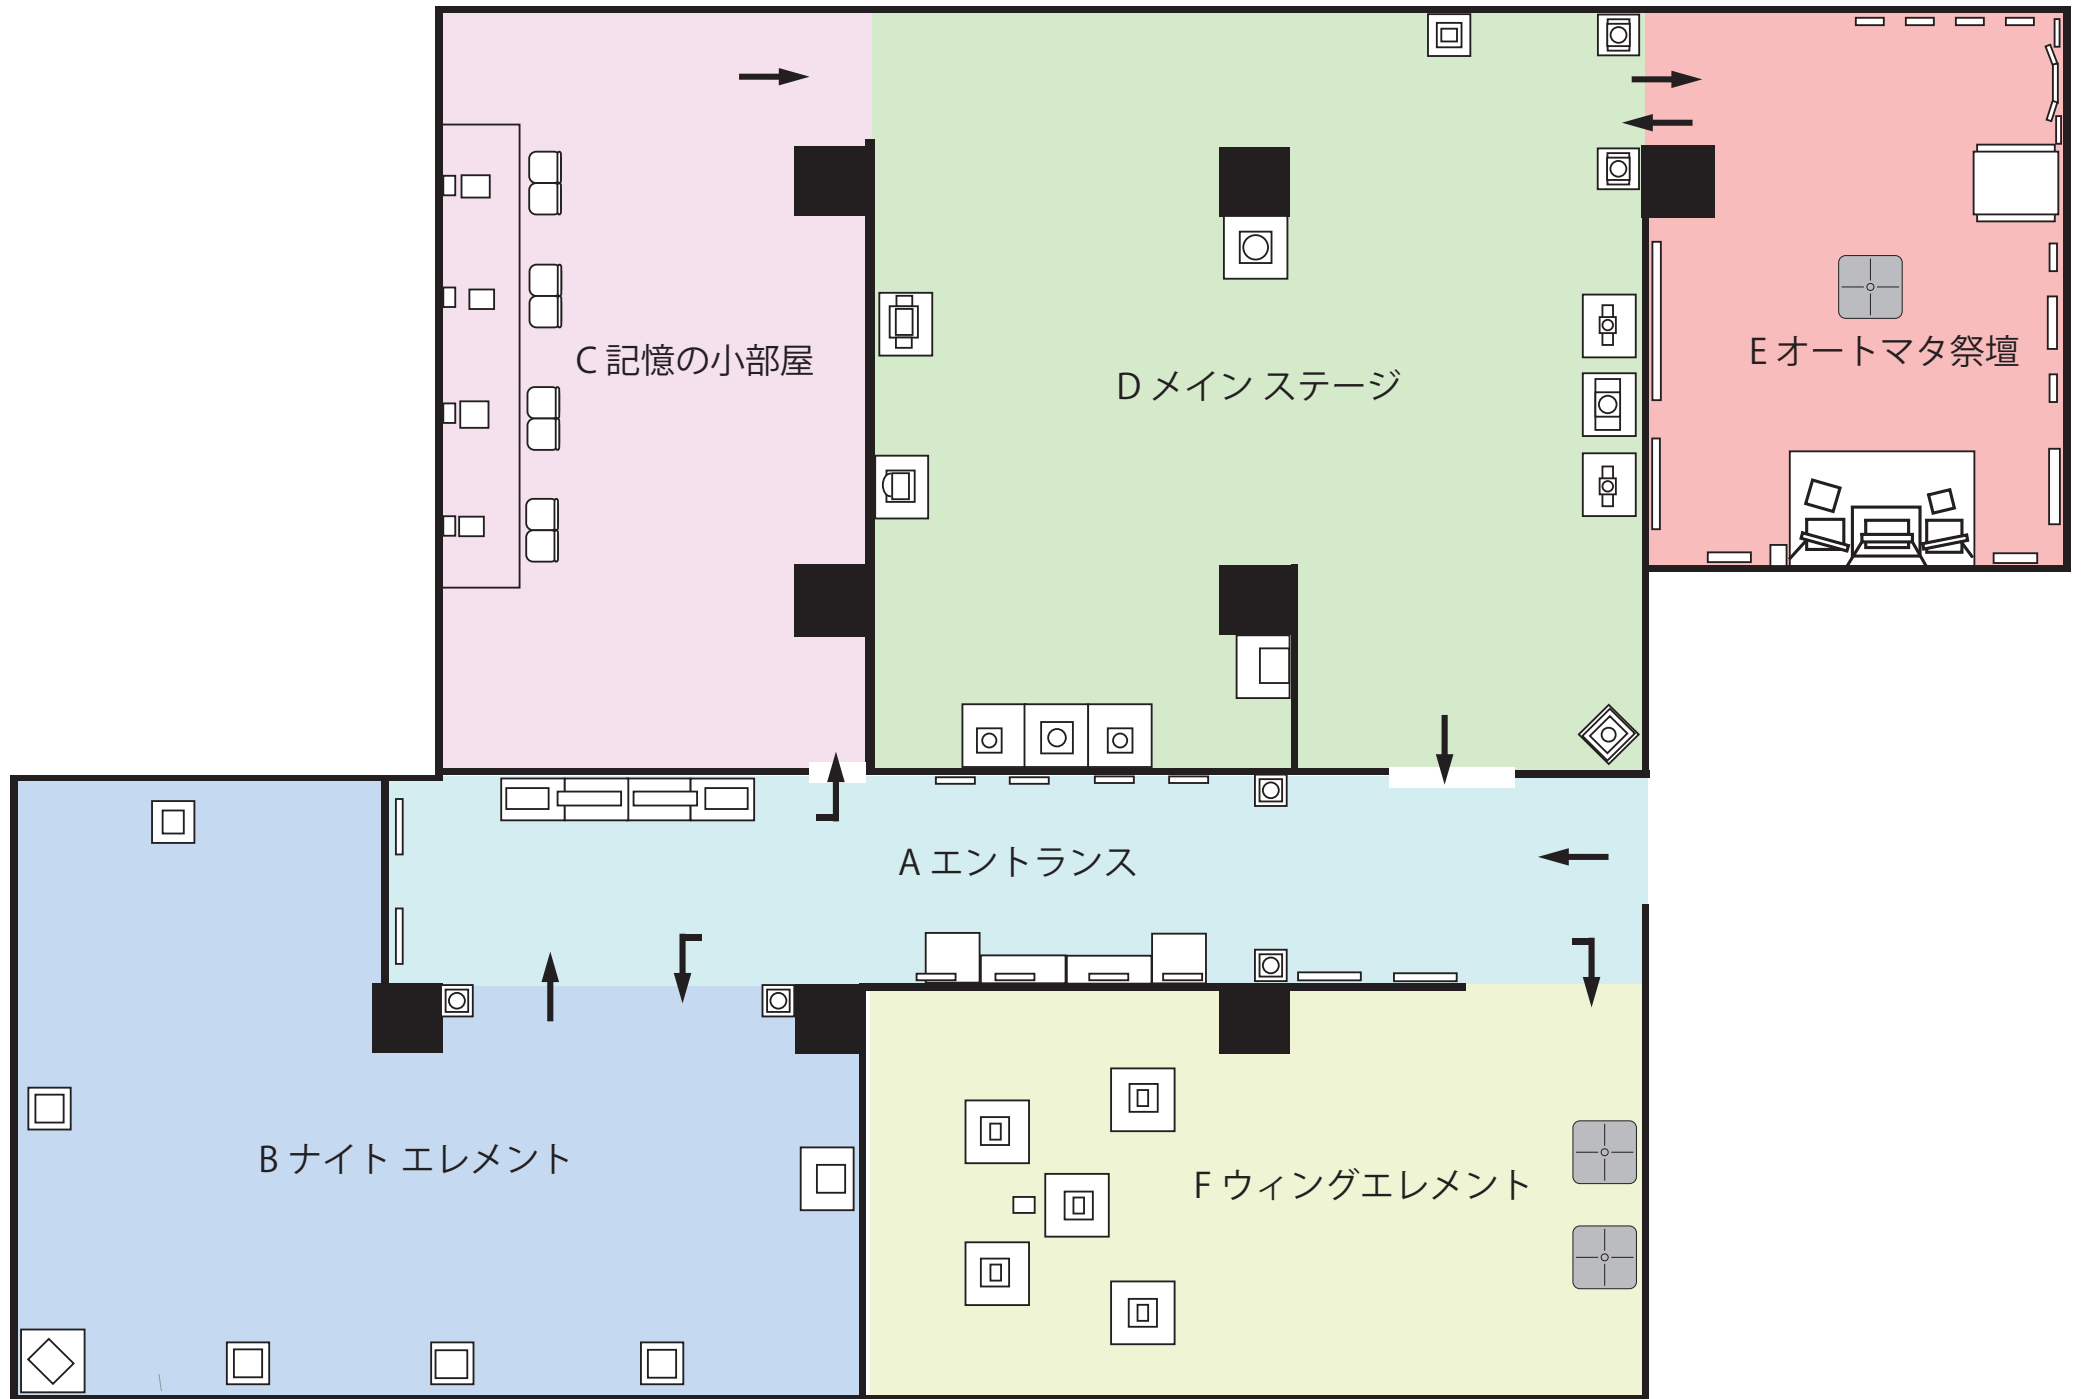 C 記憶の小部屋
D メイン ステージ
E オートマタ祭壇
A エントランス
B ナイト エレメント
F ウィングエレメント